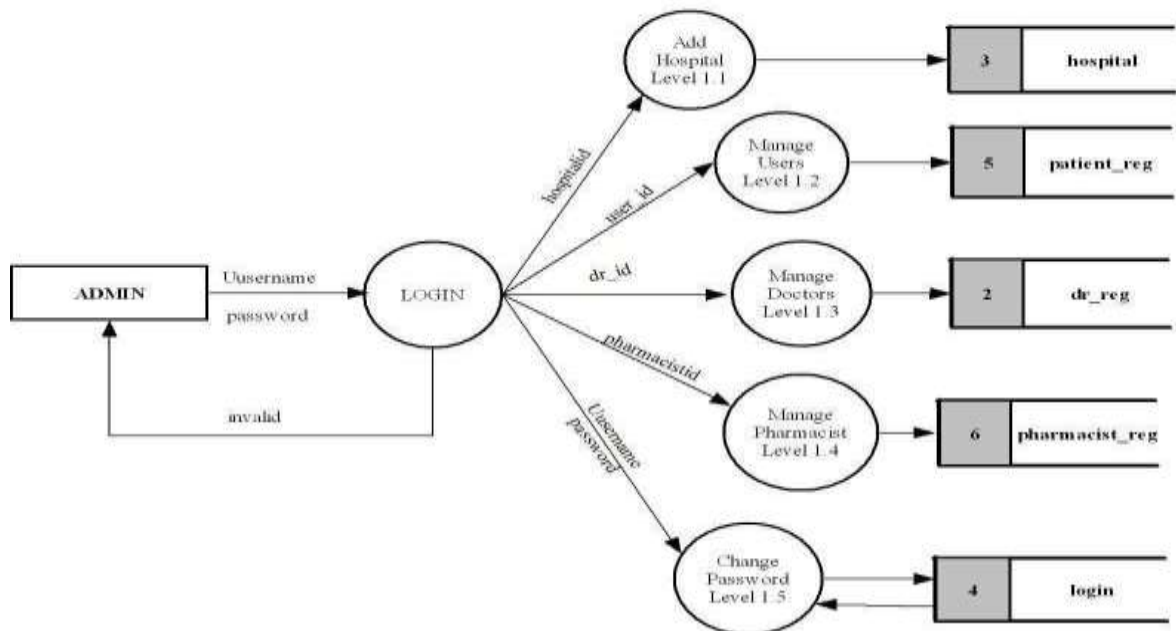 Add
Hospital
Level 1.1
3
hospital
hospitalid
Manage
Users
Level 1.2
5
patient_reg
user_id
ADMIN
Uusername
password
LOGIN
dr_id
Manage
Doctors
Level 1.3
2
dr_reg
invalid
pharmacistid
Manage
Pharmacist
Level 1.4
6
pharmacist_reg
Uusername
password
Change
Password
Level 1.5
4
login